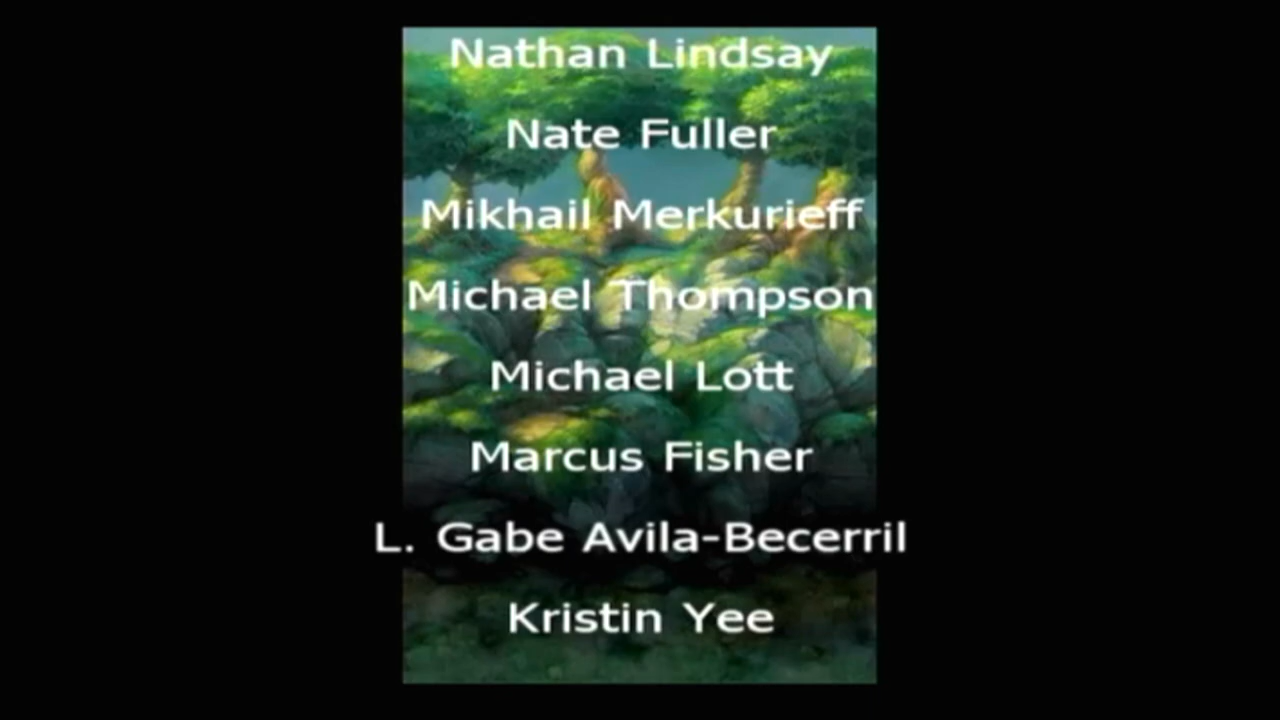 Nathan Lindsay
Nate Fuller
Mikhail Merkurieff
Michael Thompson
Michael Lott
Marcus Fisher
L. Gabe Avila-Becerril
Kristin Yee